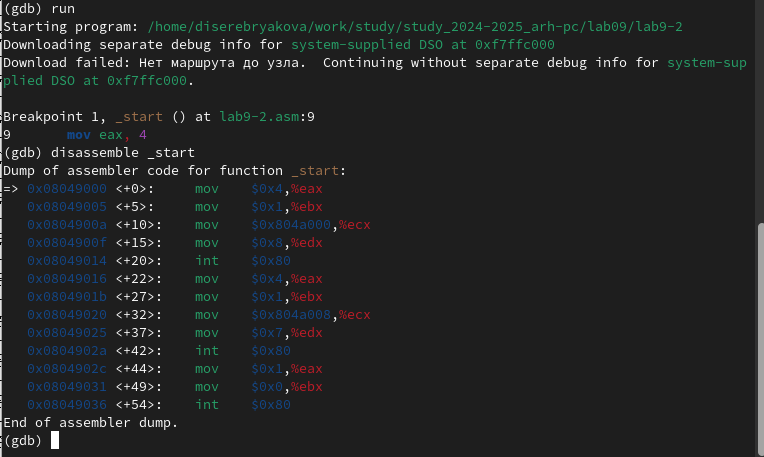 (gdb) run
Starting program: /home/diserebryakova/work/study/study_2024-2025_arh-pc/lab09/lab9-2
Downloading separate debug info for system-supplied DSO at 0xf7ffc000
Download failed: Нет маршрута до узла.  Continuing without separate debug info for system-sup
plied DSO at 0xf7ffc000.

Breakpoint 1, _start () at lab9-2.asm:9
9       mov eax, 4
(gdb) disassemble _start
Dump of assembler code for function _start:
=> 0x08049000 <+0>:     mov    $0x4,%eax
   0x08049005 <+5>:     mov    $0x1,%ebx
   0x0804900a <+10>:    mov    $0x804a000,%ecx
   0x0804900f <+15>:    mov    $0x8,%edx
   0x08049014 <+20>:    int    $0x80
   0x08049016 <+22>:    mov    $0x4,%eax
   0x0804901b <+27>:    mov    $0x1,%ebx
   0x08049020 <+32>:    mov    $0x804a008,%ecx
   0x08049025 <+37>:    mov    $0x7,%edx
   0x0804902a <+42>:    int    $0x80
   0x0804902c <+44>:    mov    $0x1,%eax
   0x08049031 <+49>:    mov    $0x0,%ebx
   0x08049036 <+54>:    int    $0x80
End of assembler dump.
(gdb)